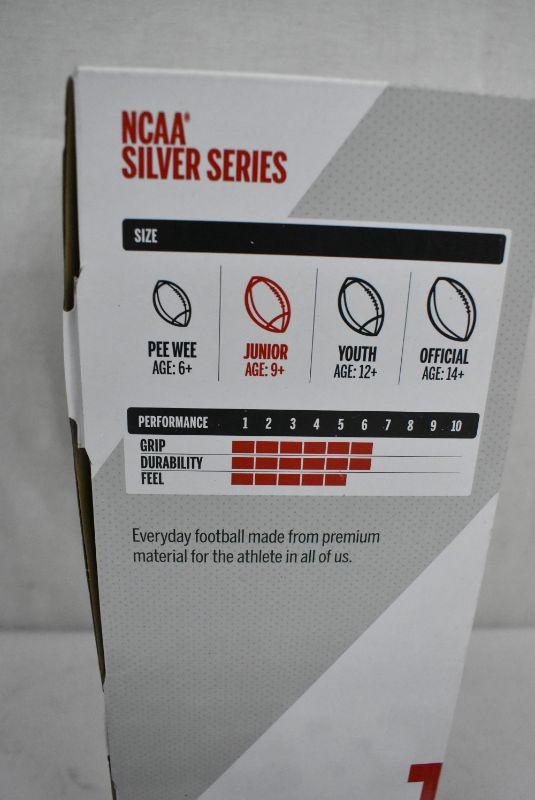 NCAA®
SILVER SERIES
SIZE
PEE WEE JUNIOR YOUTH OFFICIAL
AGE: 6+ AGE: 9+ AGE: 12+ AGE: 14+
PERFORMANCE 1 2 3 4 5 6 7 8 9 10
GRIP
DURABILITY
FEEL
Everyday football made from premium
material for the athlete in all of us.